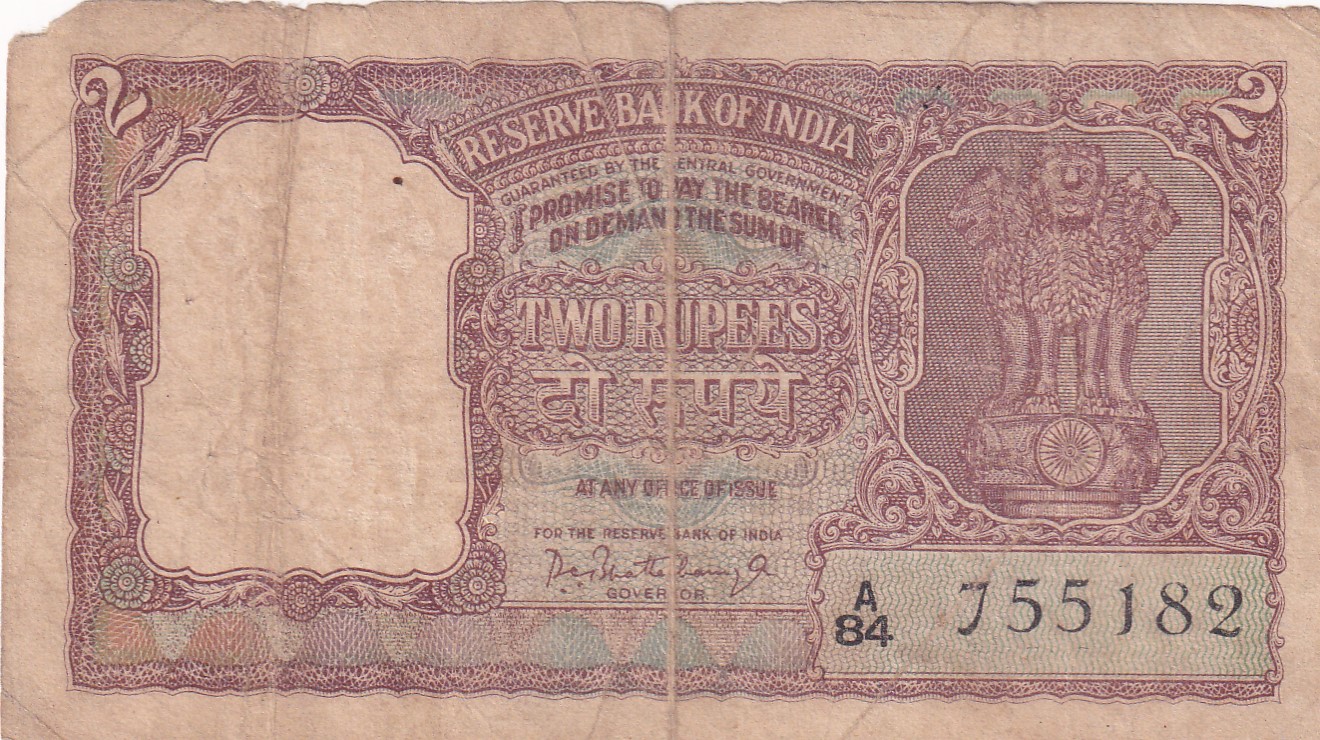 2 2
RESERVE BANK OF INDIA
GUARANTEED BY THE CENTRAL GOVERNMENT
I PROMISE TO PAY THE BEARER
ON DEMAND THE SUM OF
TWO RUPEES
दो रुपये
AT ANY OFFICE OF ISSUE
FOR THE RESERVE BANK OF INDIA
GOVERNOR
A
84 755182